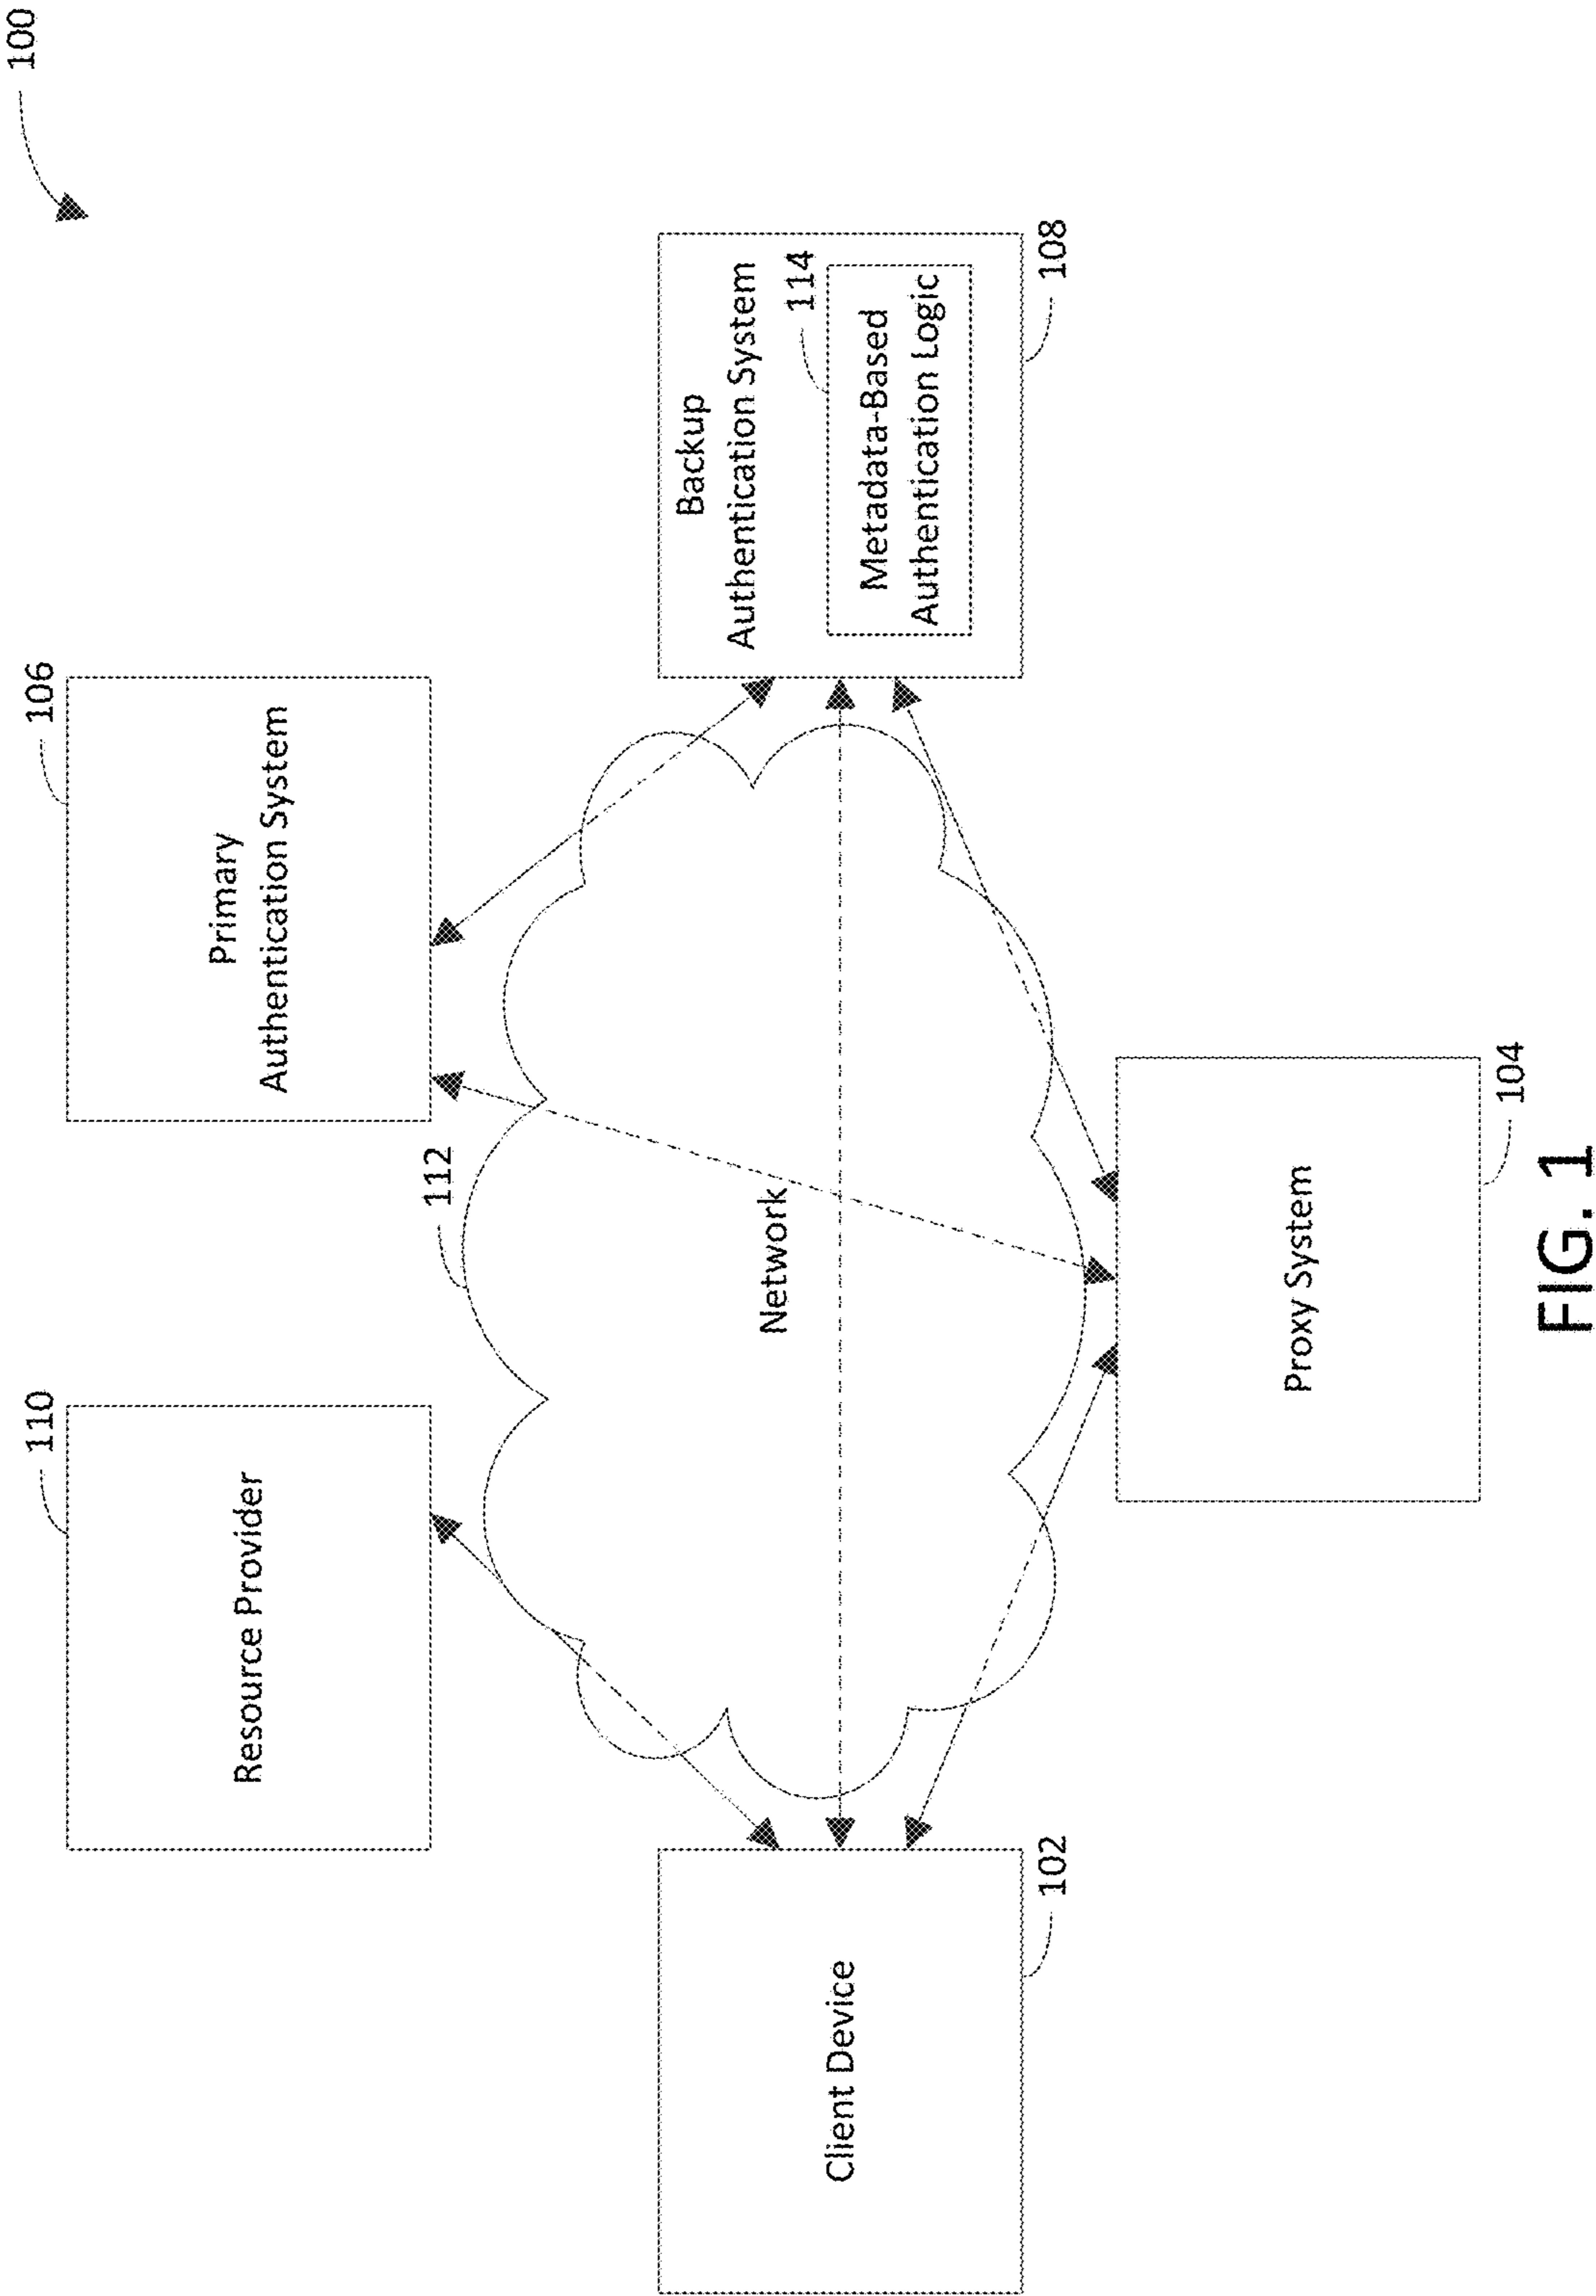 100
110
Resource Provider
106
Primary
Authentication System
112
Network
Client Device
102
Backup
Authentication System
114
Metadata-Based
Authentication Logic
108
Proxy System
104
FIG. 1